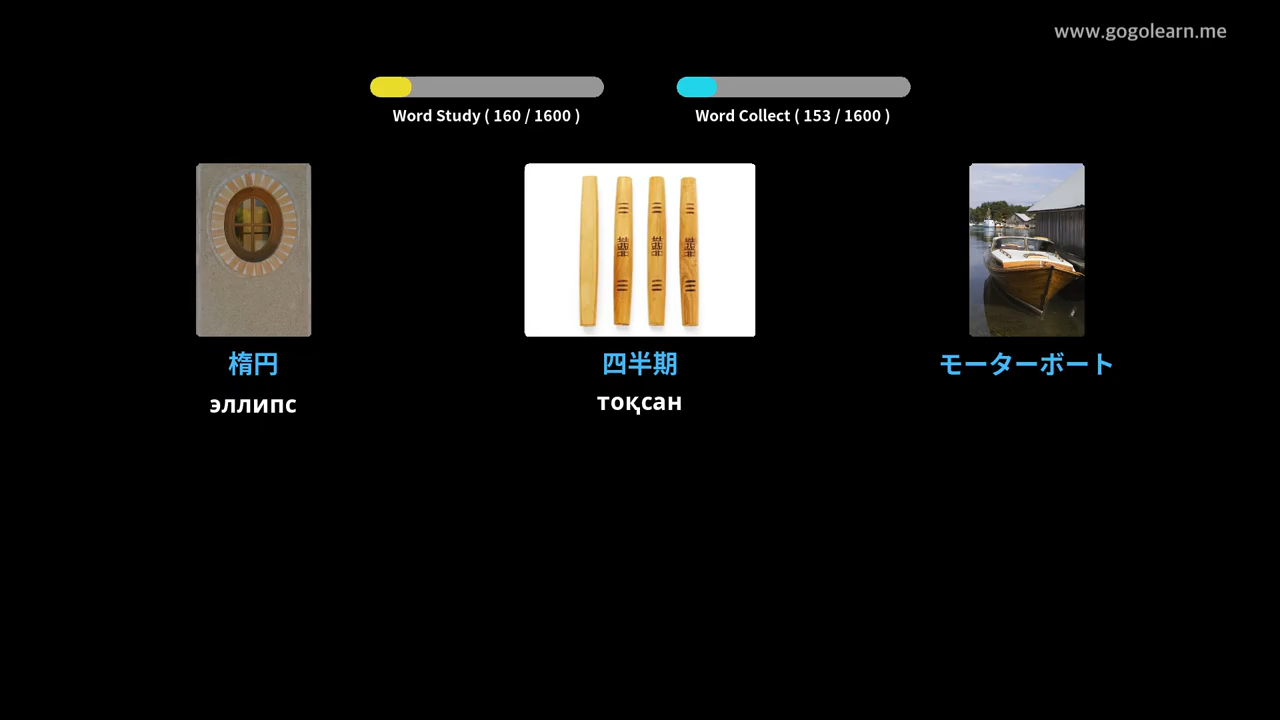 www.gogolearn.me
Word Study ( 160 / 1600 )
Word Collect ( 153 / 1600 )
楕円
四半期
モーターボート
эллипс
тоқсан